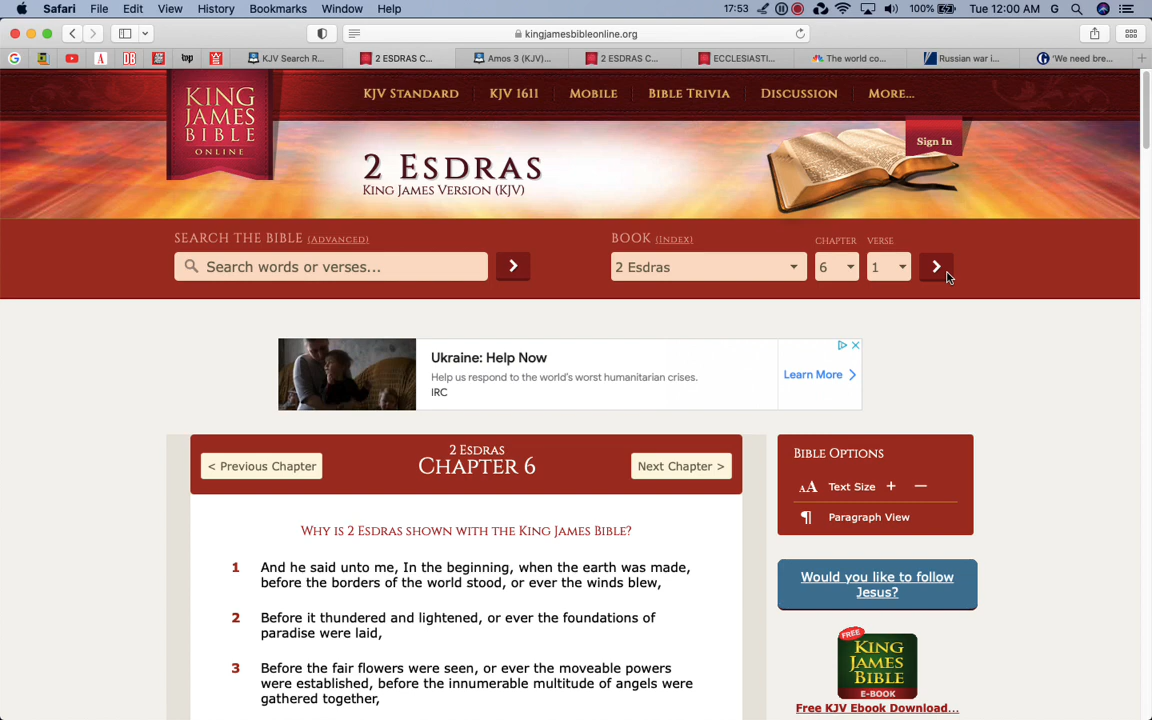 Safari File Edit View History Bookmarks Window Help 17:53 100% Tue 12:00 AM G
kingjamesbibleonline.org
KJV Search R... 2 ESDRAS C... Amos 3 (KJV)... 2 ESDRAS C... ECCLESIASTI... The world co... Russian war i... 'We need bre...
KING JAMES BIBLE ONLINE
KJV STANDARD KJV 1611 MOBILE BIBLE TRIVIA DISCUSSION MORE...
Sign In
2 ESDRAS
KING JAMES VERSION (KJV)
SEARCH THE BIBLE (ADVANCED) BOOK (INDEX) CHAPTER VERSE
Search words or verses... 2 Esdras 6 1
Ukraine: Help Now
Help us respond to the world's worst humanitarian crises.
IRC
Learn More
2 ESDRAS
< Previous Chapter CHAPTER 6 Next Chapter >
WHY IS 2 ESDRAS SHOWN WITH THE KING JAMES BIBLE?
1 And he said unto me, In the beginning, when the earth was made,
before the borders of the world stood, or ever the winds blew,
2 Before it thundered and lightened, or ever the foundations of
paradise were laid,
3 Before the fair flowers were seen, or ever the moveable powers
were established, before the innumerable multitude of angels were
gathered together,
BIBLE OPTIONS
AA Text Size + −
¶ Paragraph View
Would you like to follow
Jesus?
FREE
KING
JAMES
BIBLE
E-BOOK
Free KJV Ebook Download...